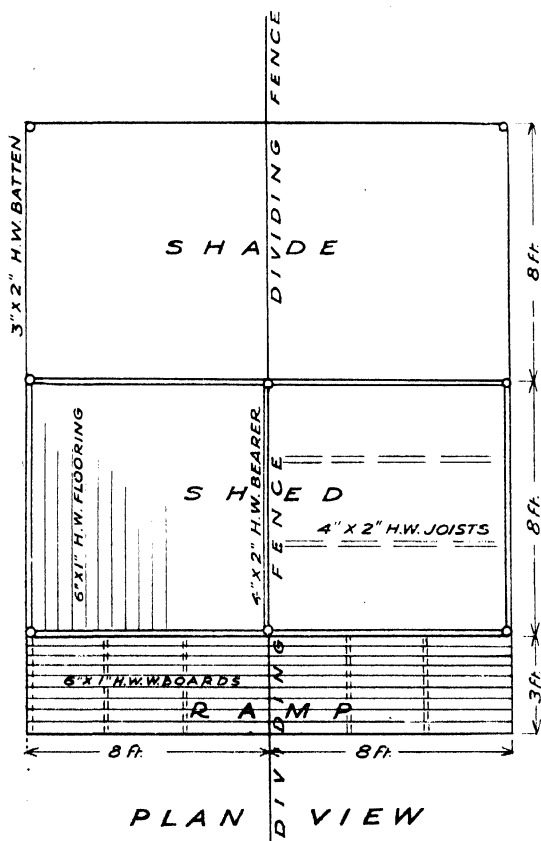 DIVIDING FENCE
3"X2" H.W. BATTEN
SHADE
8 ft.
6"X1" H.W. FLOORING
4"X2" H.W. BEARER
SHED
4" X 2" H.W. JOISTS
8 ft.
DIVIDING FENCE
6"X1" H.W.W.BOARDS
RAMP
3 ft.
8 ft.
8 ft.
PLAN VIEW